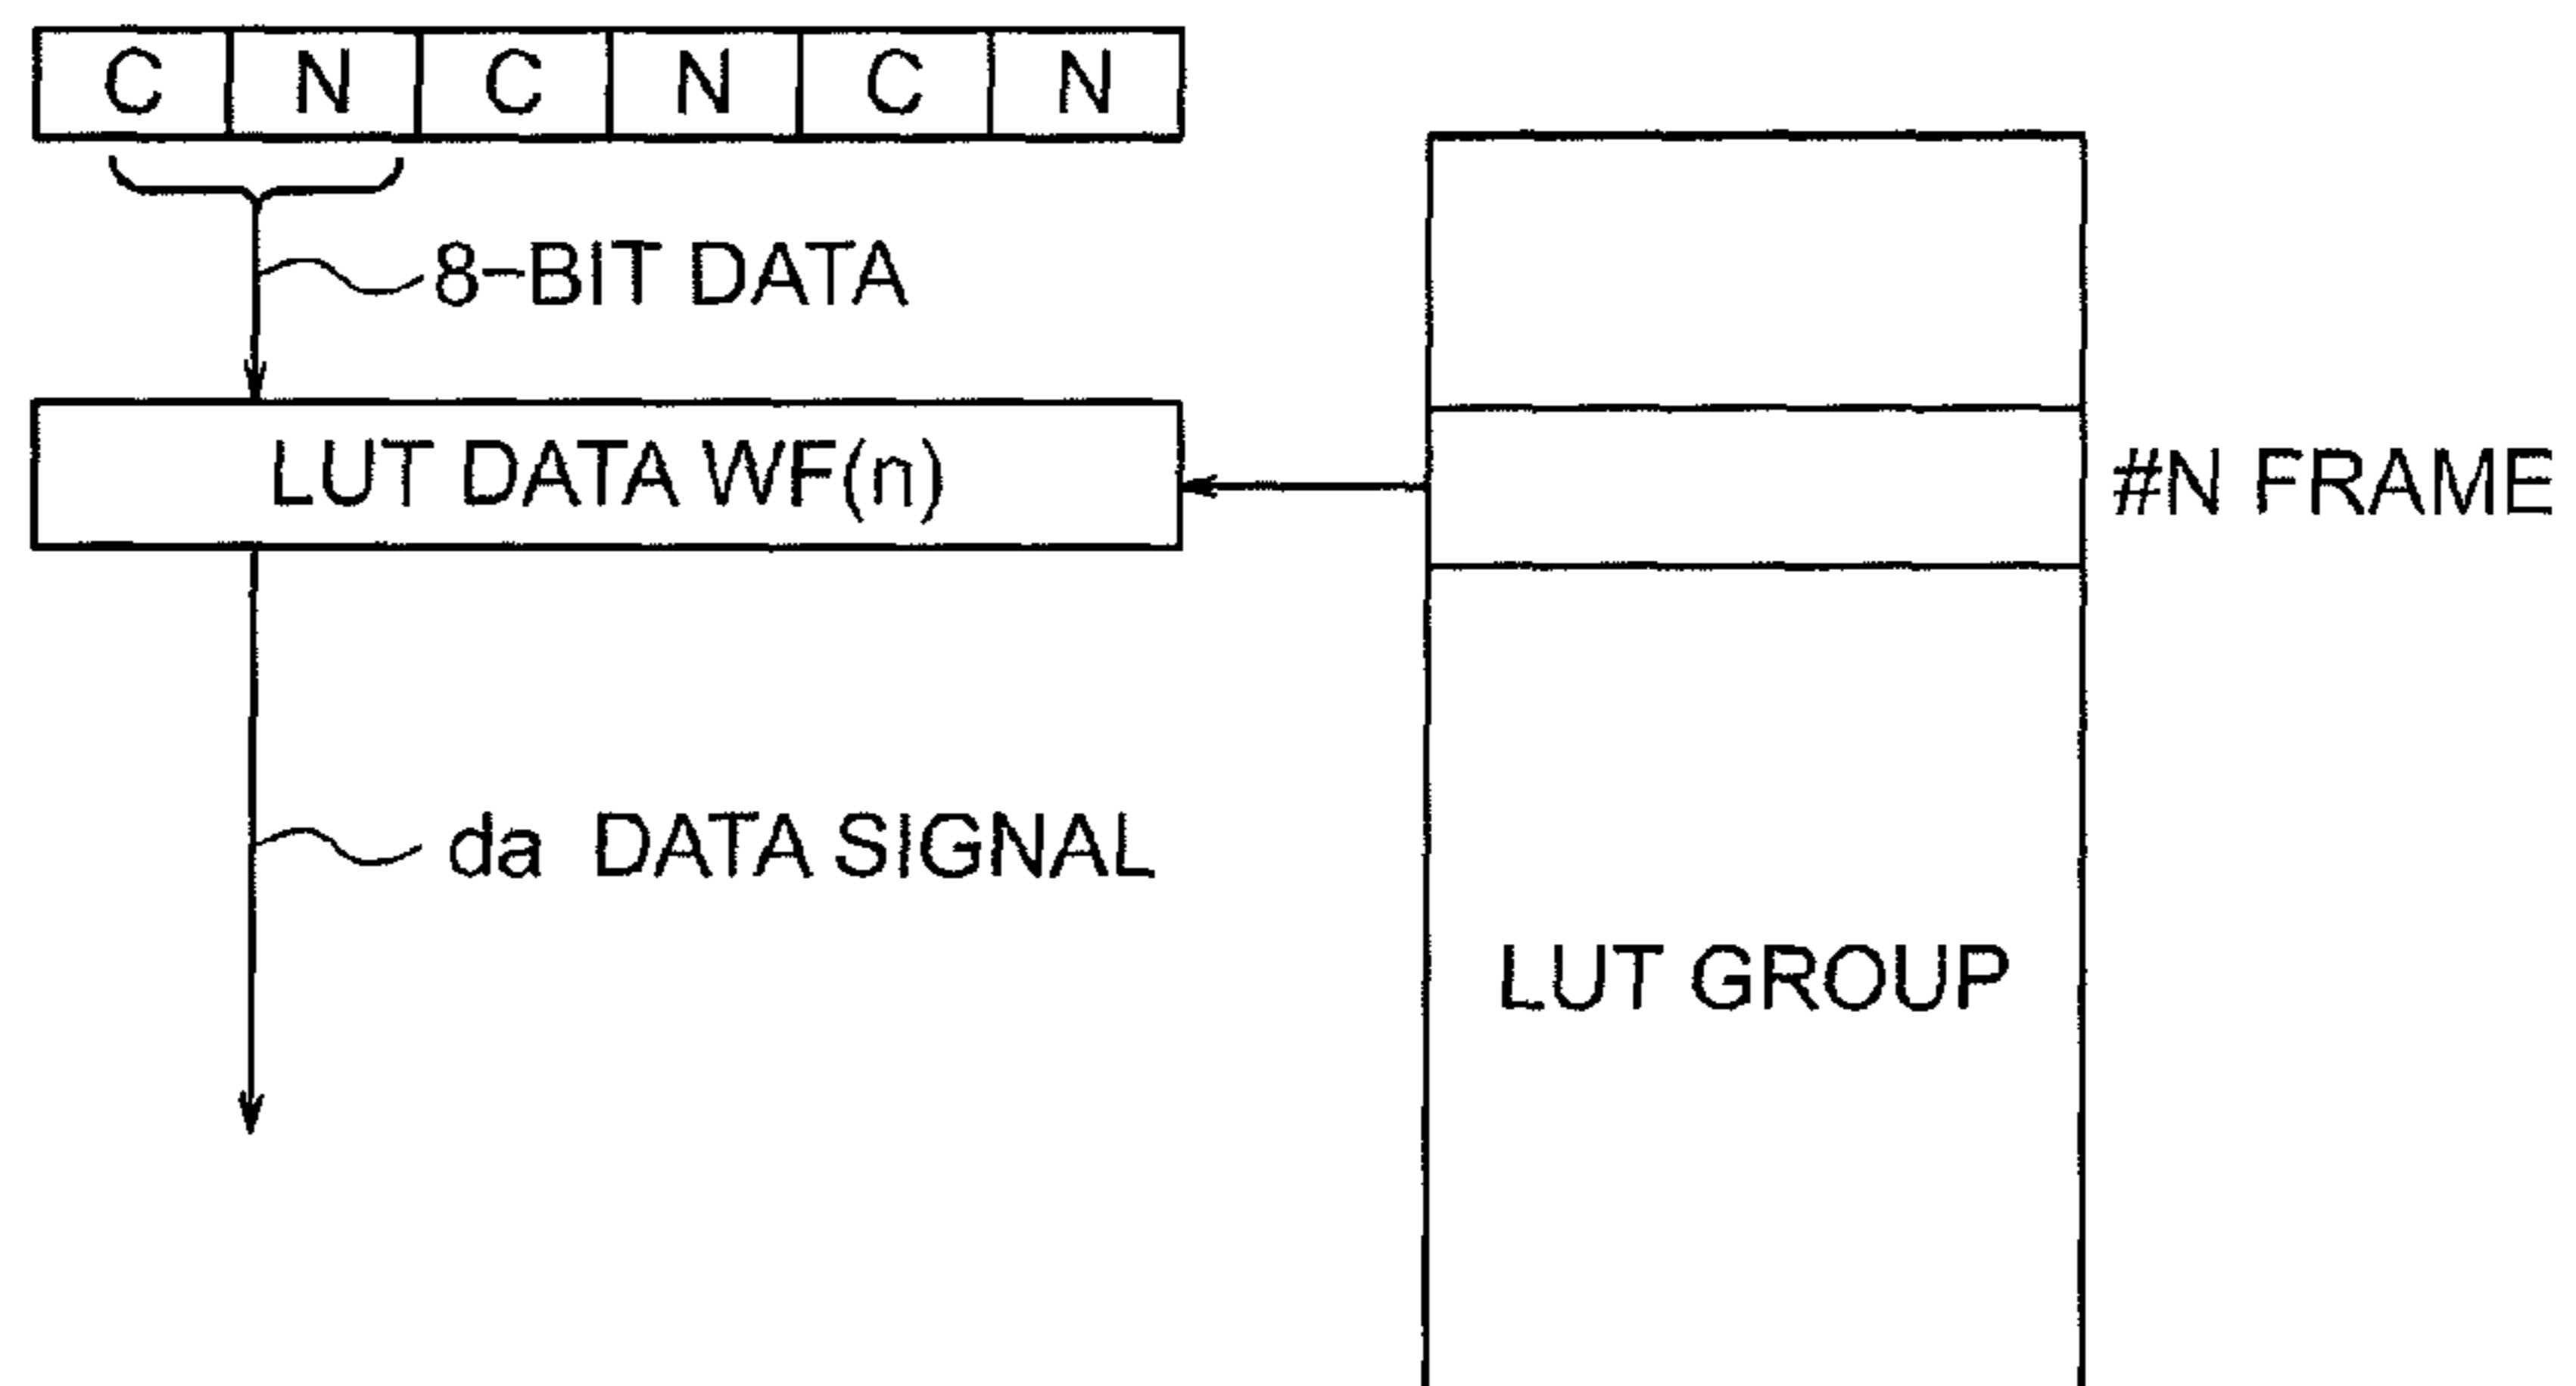 C N C N C N
8-BIT DATA
LUT DATA WF(n)
#N FRAME
da DATA SIGNAL
LUT GROUP